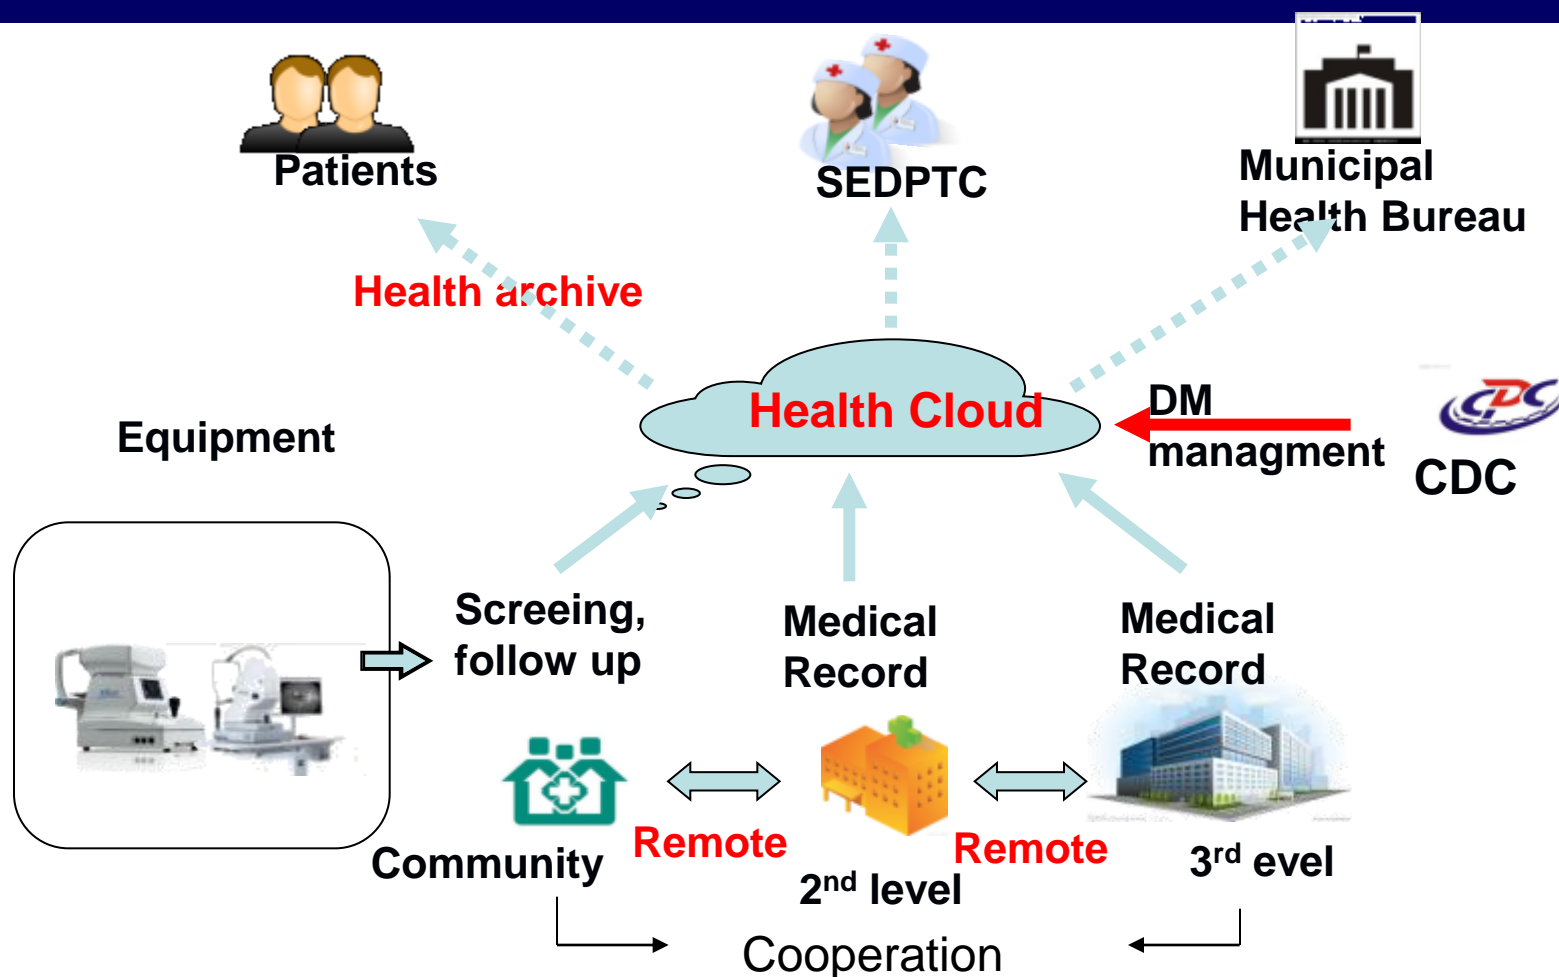 Patients
SEDPTC
Municipal
Health Bureau
Health archive
Health Cloud
DM
managment
CDC
CDC
Equipment
Screeing,
follow up
Medical
Record
Medical
Record
Remote
Remote
Community
2nd level
3rd evel
Cooperation